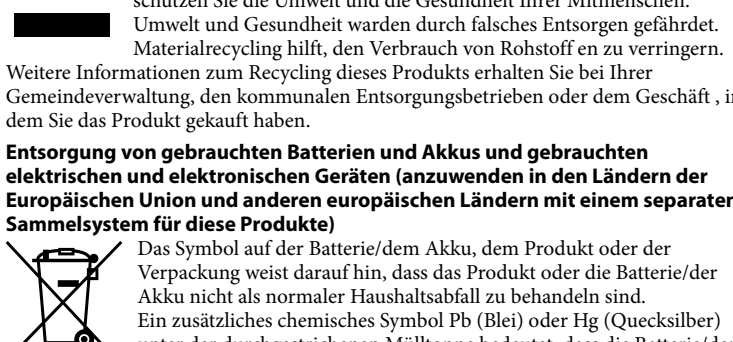 schützen Sie die Umwelt und die Gesundheit Ihrer Mitmenschen.
Umwelt und Gesundheit warden durch falsches Entsorgen gefährdet.
Materialrecycling hilft, den Verbrauch von Rohstoff en zu verringern.
Weitere Informationen zum Recycling dieses Produkts erhalten Sie bei Ihrer
Gemeindeverwaltung, den kommunalen Entsorgungsbetrieben oder dem Geschäft , in
dem Sie das Produkt gekauft haben.
Entsorgung von gebrauchten Batterien und Akkus und gebrauchten
elektrischen und elektronischen Geräten (anzuwenden in den Ländern der
Europäischen Union und anderen europäischen Ländern mit einem separaten
Sammelsystem für diese Produkte)
Das Symbol auf der Batterie/dem Akku, dem Produkt oder der
Verpackung weist darauf hin, dass das Produkt oder die Batterie/der
Akku nicht als normaler Haushaltsabfall zu behandeln sind.
Ein zusätzliches chemisches Symbol Pb (Blei) oder Hg (Quecksilber)
unter der durchgestrichenen Mülltonne bedeutet, dass die Batterie/der